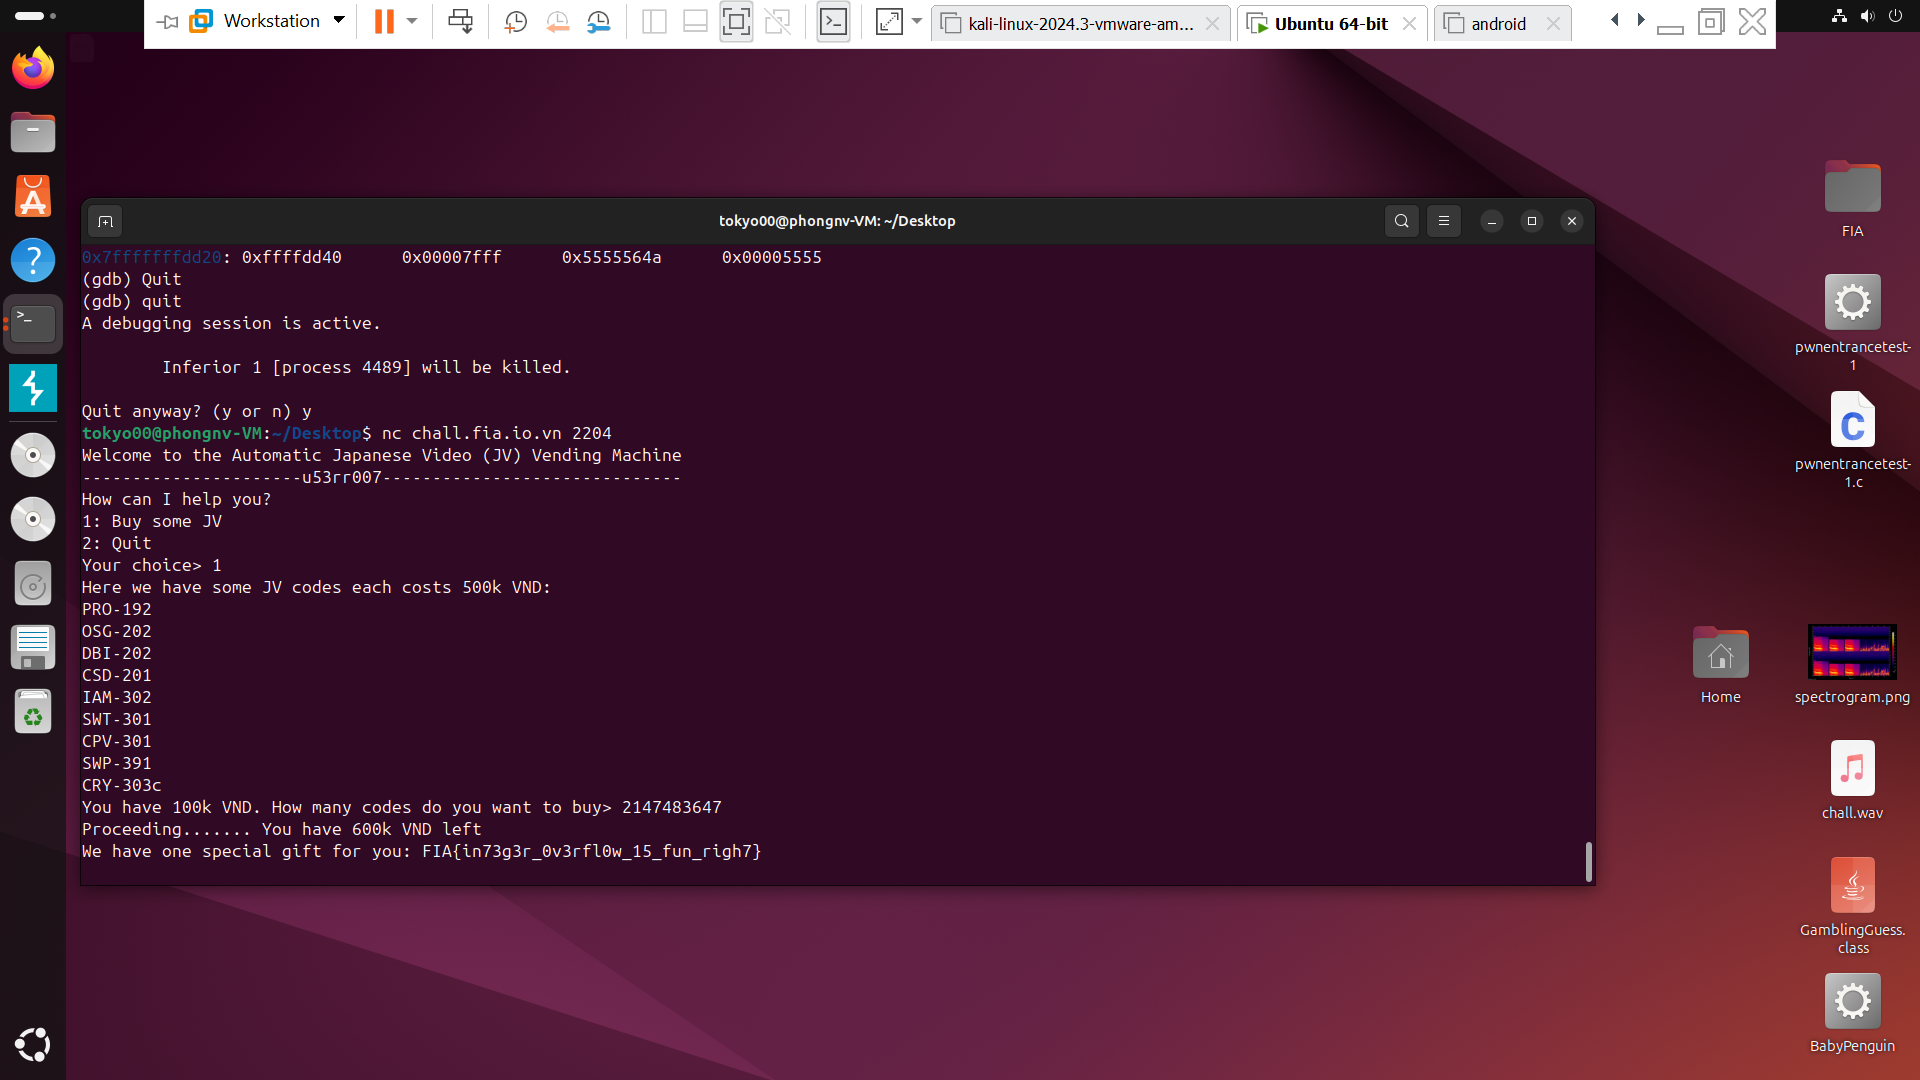 Workstation
kali-linux-2024.3-vmware-am...
Ubuntu 64-bit
android
tokyo00@phongnv-VM: ~/Desktop
0x7fffffffdd20: 0xffffdd40 0x00007fff 0x5555564a 0x00005555
(gdb) Quit
(gdb) quit
A debugging session is active.
Inferior 1 [process 4489] will be killed.
Quit anyway? (y or n) y
tokyo00@phongnv-VM:~/Desktop$ nc chall.fia.io.vn 2204
Welcome to the Automatic Japanese Video (JV) Vending Machine
----------------------u53rr007------------------------------
How can I help you?
1: Buy some JV
2: Quit
Your choice> 1
Here we have some JV codes each costs 500k VND:
PRO-192
OSG-202
DBI-202
CSD-201
IAM-302
SWT-301
CPV-301
SWP-391
CRY-303c
You have 100k VND. How many codes do you want to buy> 2147483647
Proceeding....... You have 600k VND left
We have one special gift for you: FIA{in73g3r_0v3rfl0w_15_fun_righ7}
FIA
pwnentrancetest-
1
pwnentrancetest-
1.c
Home
spectrogram.png
chall.wav
GamblingGuess.
class
BabyPenguin